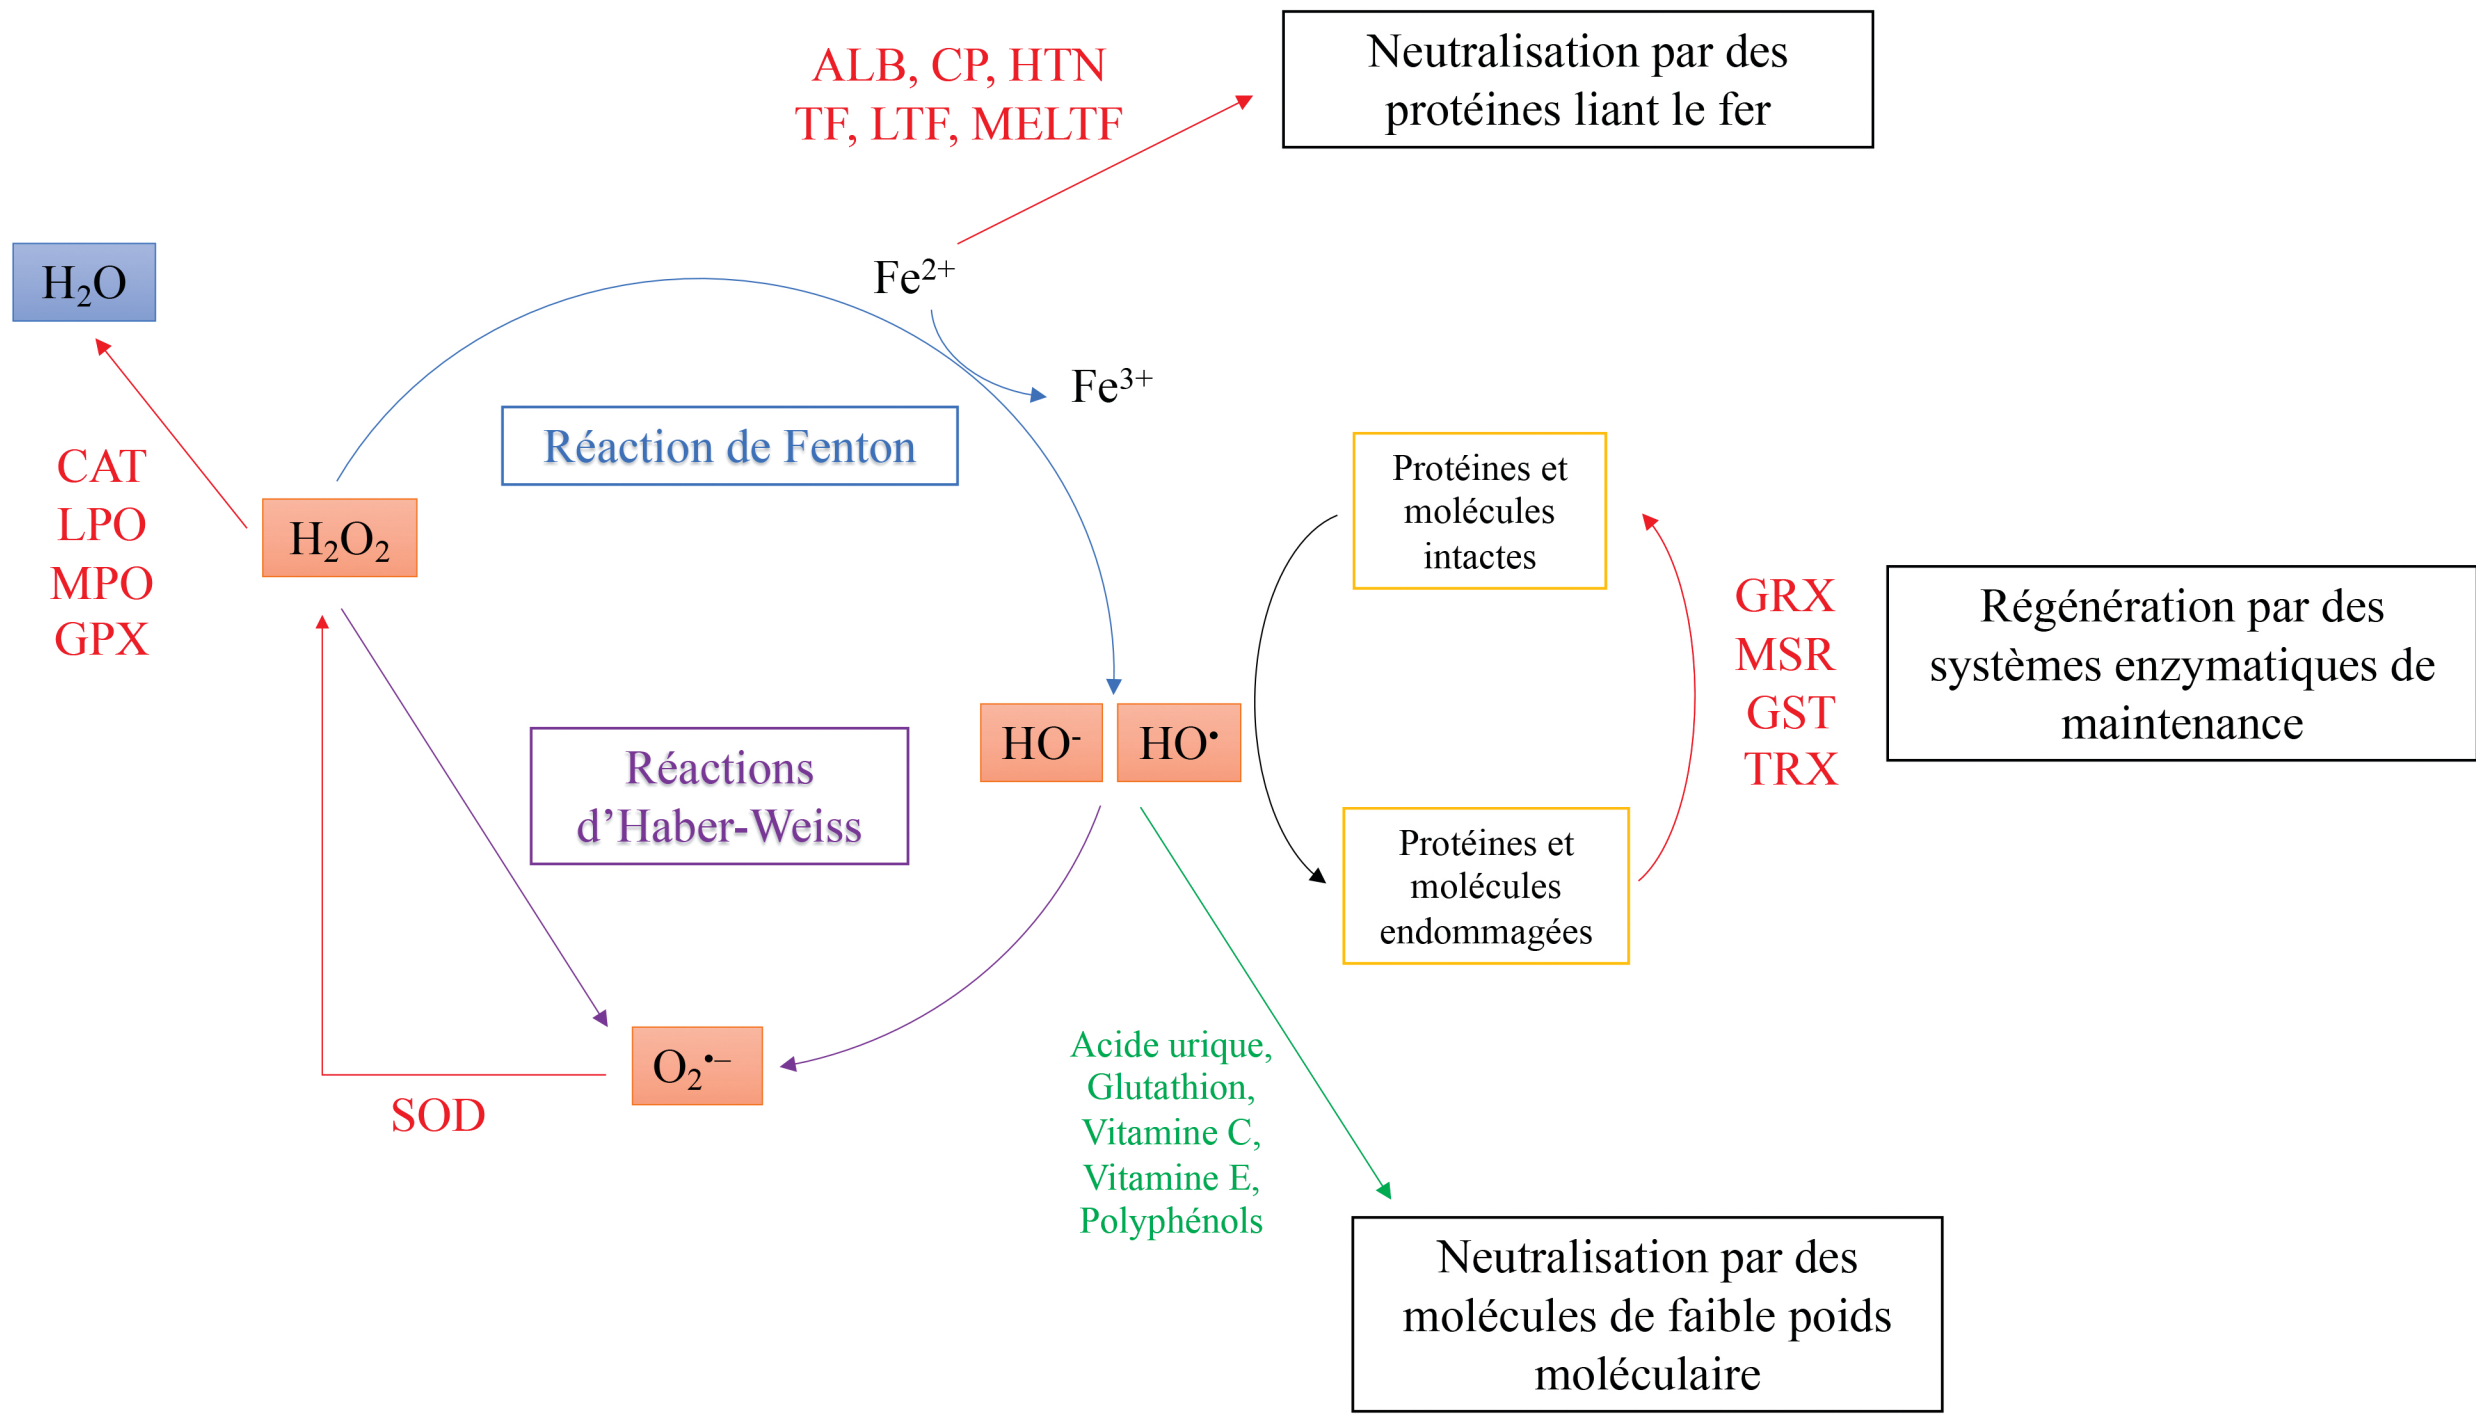 ALB, CP, HTN
TF, LTF, MELTF
Neutralisation par des
protéines liant le fer
H₂O
Fe²⁺
Fe³⁺
Réaction de Fenton
CAT
LPO
MPO
GPX
H₂O₂
Protéines et
molécules
intactes
GRX
MSR
GST
TRX
Régénération par des
systèmes enzymatiques de
maintenance
HO-
HO•
Réactions
d’Haber-Weiss
Protéines et
molécules
endommagées
O₂•–
SOD
Acide urique,
Glutathion,
Vitamine C,
Vitamine E,
Polyphénols
Neutralisation par des
molécules de faible poids
moléculaire